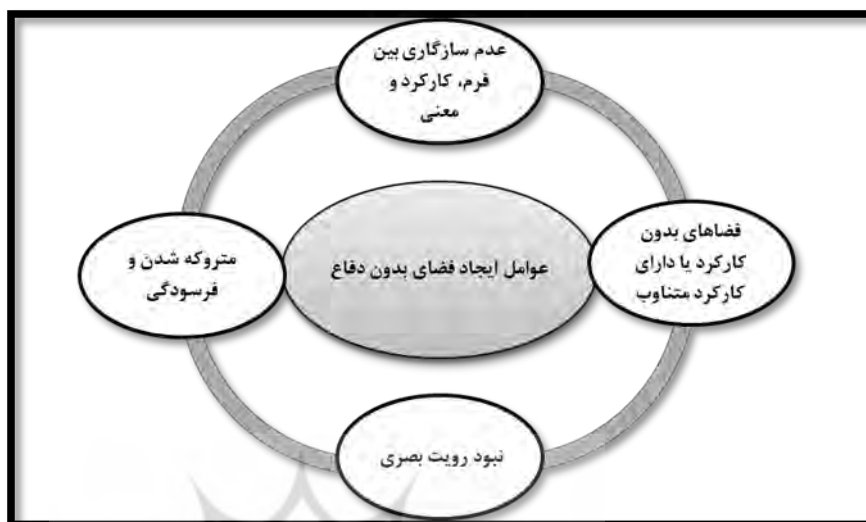 عدم سازگاری بین
فرم، کارکرد و
معنی
فضاهای بدون
کارکرد یا دارای
کارکرد متناوب
عوامل ایجاد فضای بدون دفاع
متروکه شدن و
فرسودگی
نبود رویت بصری